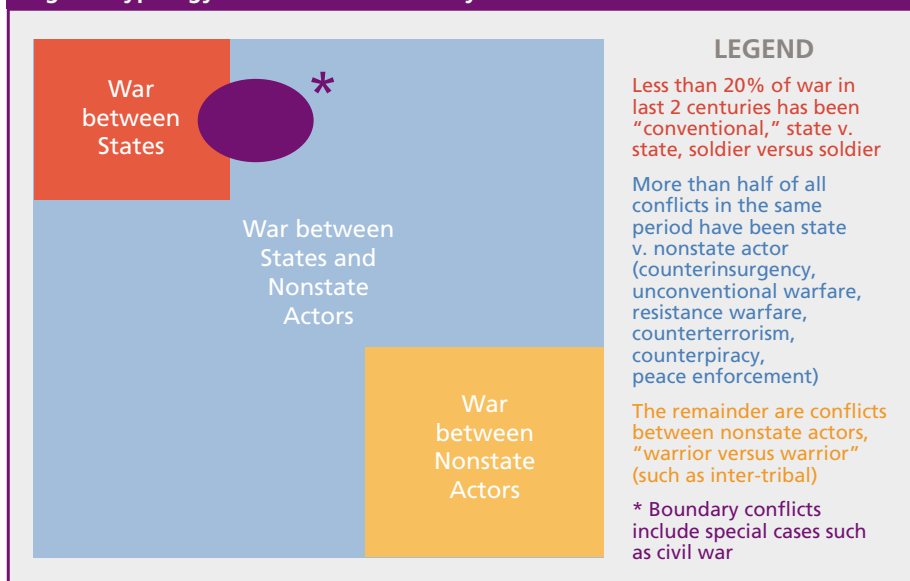 War
between
States
*
War between
States and
Nonstate
Actors
War
between
Nonstate
Actors
LEGEND
Less than 20% of war in
last 2 centuries has been
“conventional,” state v.
state, soldier versus soldier
More than half of all
conflicts in the same
period have been state
v. nonstate actor
(counterinsurgency,
unconventional warfare,
resistance warfare,
counterterrorism,
counterpiracy,
peace enforcement)
The remainder are conflicts
between nonstate actors,
“warrior versus warrior”
(such as inter-tribal)
* Boundary conflicts
include special cases such
as civil war